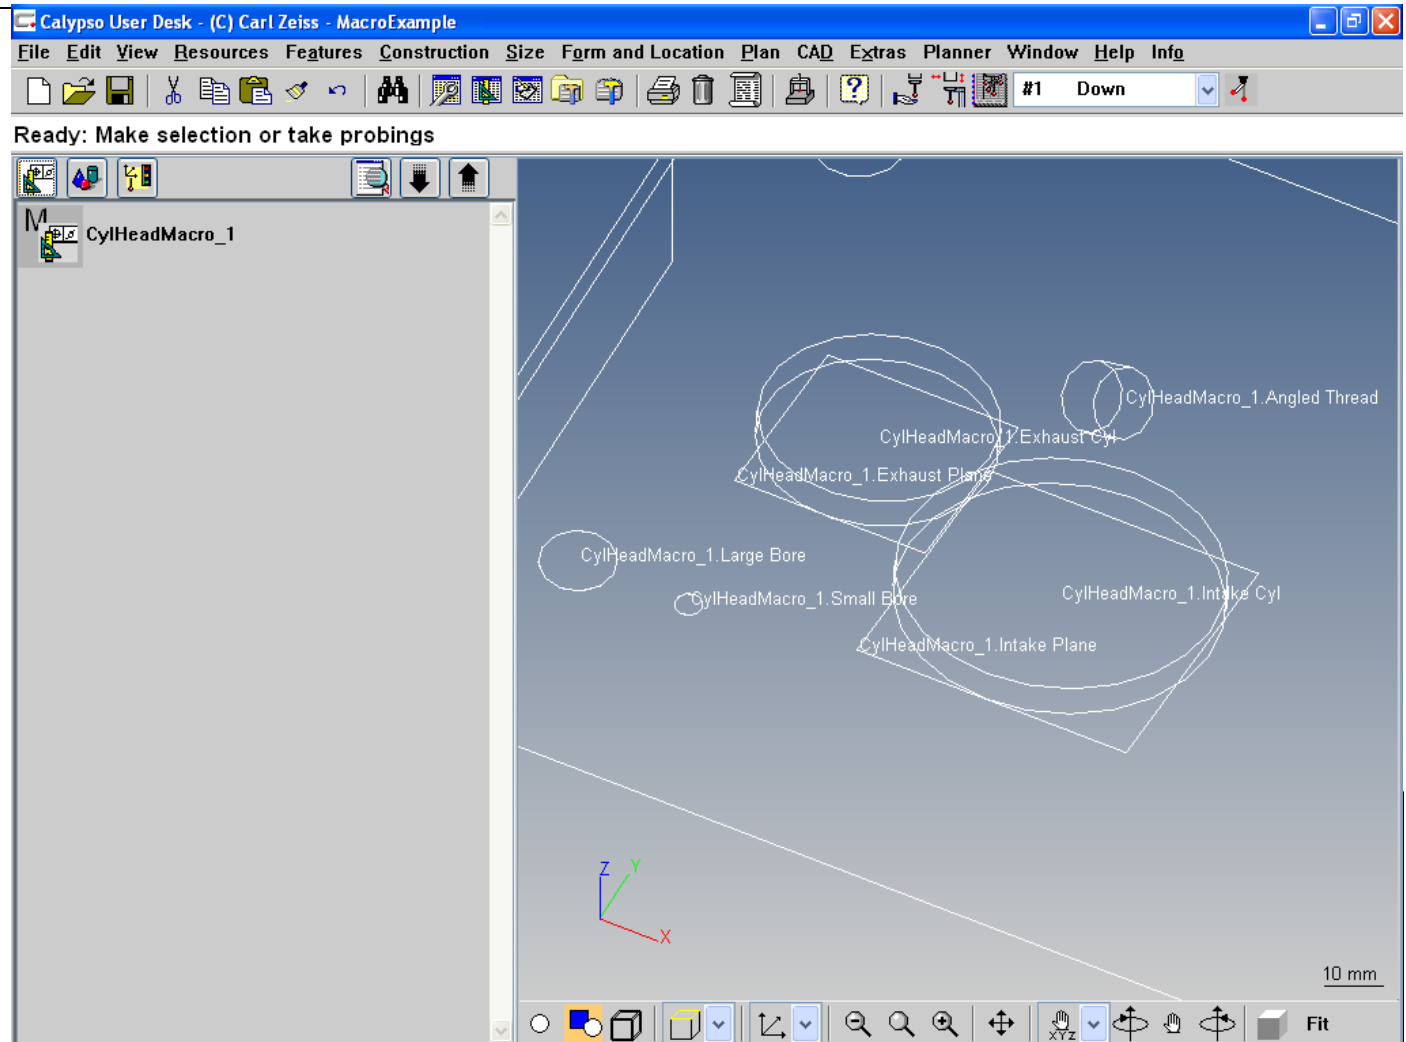 Calypso User Desk - (C) Carl Zeiss - MacroExample
File Edit View Resources Features Construction Size Form and Location Plan CAD Extras Planner Window Help Info
#1 Down
Ready: Make selection or take probings
M CylHeadMacro_1
CylHeadMacro_1.Angled Thread
CylHeadMacro_1.Exhaust Cyl
CylHeadMacro_1.Exhaust Plane
CylHeadMacro_1.Large Bore
CylHeadMacro_1.Small Bore
CylHeadMacro_1.Intake Cyl
CylHeadMacro_1.Intake Plane
Z Y
X
10 mm
XYZ
Fit